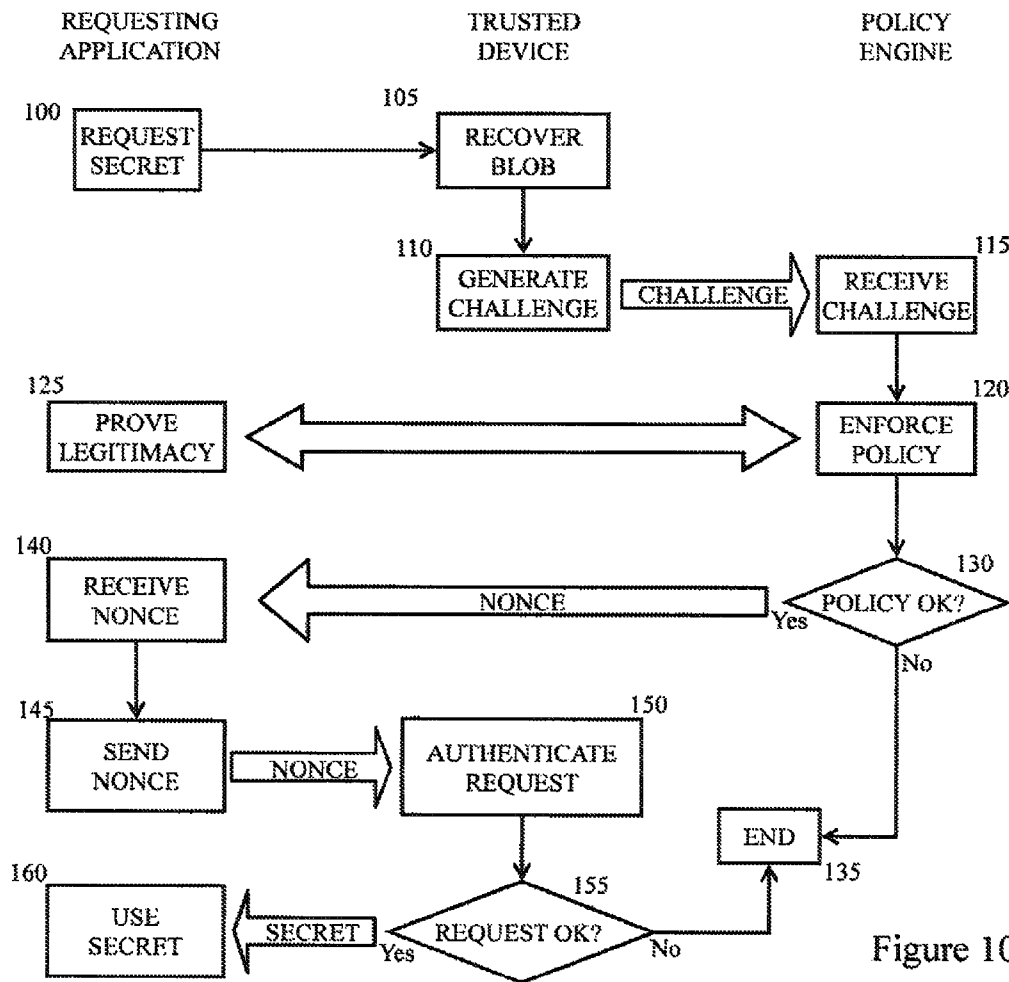 REQUESTING
APPLICATION
TRUSTED
DEVICE
POLICY
ENGINE
100
REQUEST
SECRET
105
RECOVER
BLOB
110
GENERATE
CHALLENGE
CHALLENGE
115
RECEIVE
CHALLENGE
125
PROVE
LEGITIMACY
120
ENFORCE
POLICY
140
RECEIVE
NONCE
NONCE
130
POLICY OK?
Yes
No
145
SEND
NONCE
NONCE
150
AUTHENTICATE
REQUEST
END
135
160
USE
SECRET
SECRET
155
REQUEST OK?
Yes
No
Figure 10